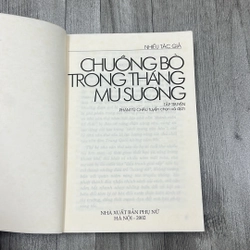 NHIỀU TÁC GIẢ
CHUÔNG BÒ
TRONG THÁNG
MÙ SƯƠNG
TẬP TRUYỆN
NHÀ XUẤT BẢN PHỤ NỮ
HÀ NỘI - 2002